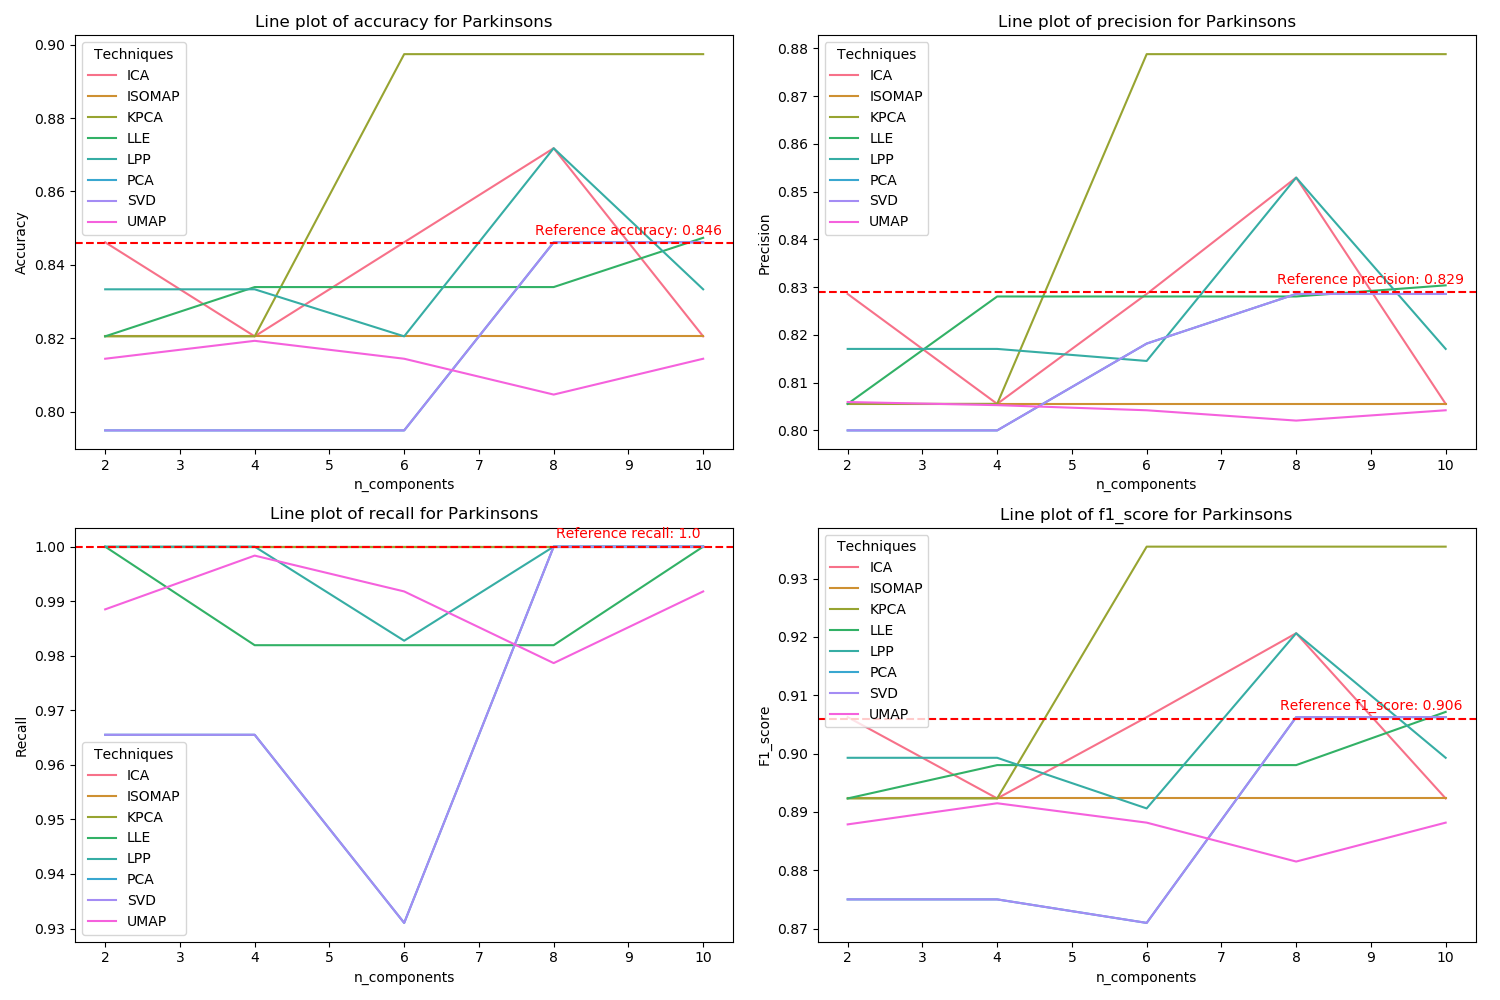 Line plot of accuracy for Parkinsons
Accuracy
0.90
0.88
0.86
0.84
0.82
0.80
Techniques
ICA
ISOMAP
KPCA
LLE
LPP
PCA
SVD
UMAP
Reference accuracy: 0.846
2 3 4 5 6 7 8 9 10
n_components
Line plot of precision for Parkinsons
Precision
0.88
0.87
0.86
0.85
0.84
0.83
0.82
0.81
0.80
Techniques
ICA
ISOMAP
KPCA
LLE
LPP
PCA
SVD
UMAP
Reference precision: 0.829
2 3 4 5 6 7 8 9 10
n_components
Line plot of recall for Parkinsons
Recall
Reference recall: 1.0
1.00
0.99
0.98
0.97
0.96
0.95
0.94
0.93
Techniques
ICA
ISOMAP
KPCA
LLE
LPP
PCA
SVD
UMAP
2 3 4 5 6 7 8 9 10
n_components
Line plot of f1_score for Parkinsons
F1_score
0.93
0.92
0.91
0.90
0.89
0.88
0.87
Techniques
ICA
ISOMAP
KPCA
LLE
LPP
PCA
SVD
UMAP
Reference f1_score: 0.906
2 3 4 5 6 7 8 9 10
n_components